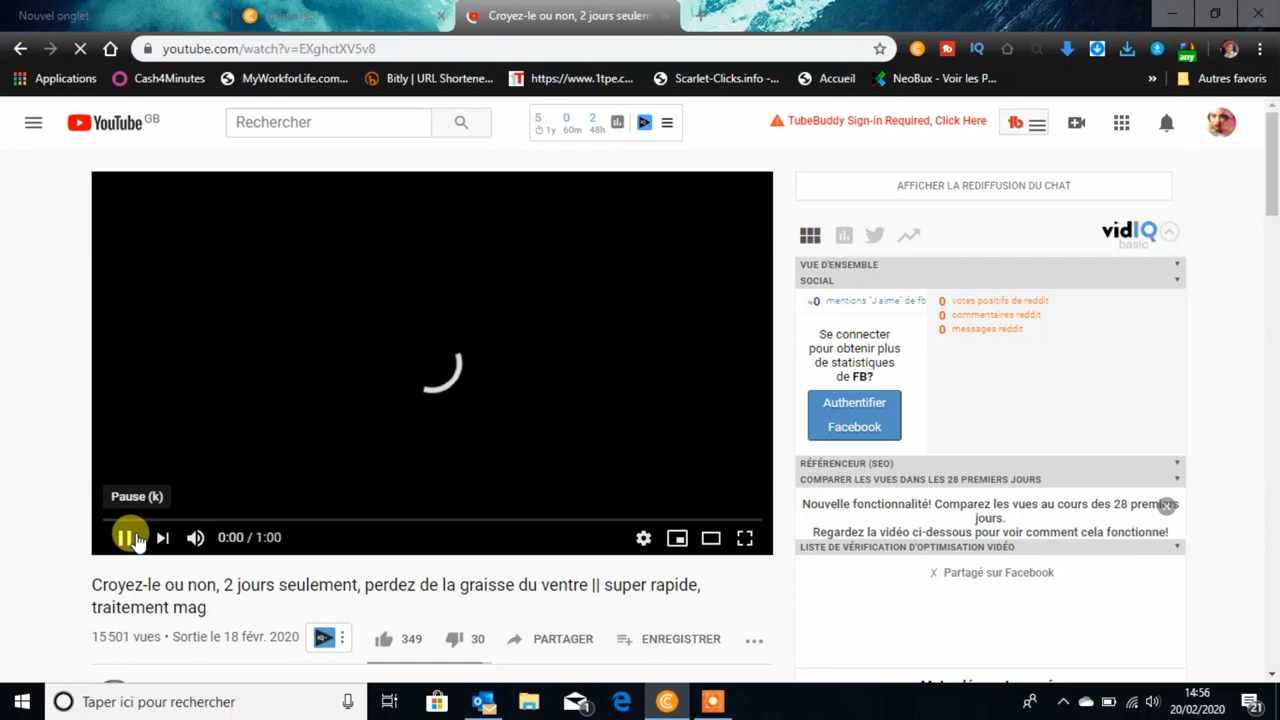 Nouvel onglet
Croyez-le ou non, 2 jours seulem
youtube.com/watch?v=EXghctXV5v8
IQ
any
Applications
Cash4Minutes
MyWorkforLife.com...
Bitly | URL Shortene...
https://www.1tpe.c...
Scarlet-Clicks.info -...
Accueil
NeoBux - Voir les P...
»
Autres favoris
YouTube GB
Rechercher
5 0 2
1y 60m 48h
TubeBuddy Sign-in Required, Click Here
AFFICHER LA REDIFFUSION DU CHAT
vidIQ
basic
VUE D'ENSEMBLE
SOCIAL
≈0 mentions "J'aime" de fb
0 votes positifs de reddit
0 commentaires reddit
0 messages reddit
Se connecter
pour obtenir plus
de statistiques
de FB?
Authentifier
Facebook
RÉFÉRENCEUR (SEO)
COMPARER LES VUES DANS LES 28 PREMIERS JOURS
Nouvelle fonctionnalité! Comparez les vues au cours des 28 premiers
jours.
Regardez la vidéo ci-dessous pour voir comment cela fonctionne!
LISTE DE VÉRIFICATION D'OPTIMISATION VIDÉO
X Partagé sur Facebook
Pause (k)
0:00 / 1:00
Croyez-le ou non, 2 jours seulement, perdez de la graisse du ventre || super rapide,
traitement mag
15 501 vues • Sortie le 18 févr. 2020
349
30
PARTAGER
ENREGISTRER
Taper ici pour rechercher
1
14:56
20/02/2020
21